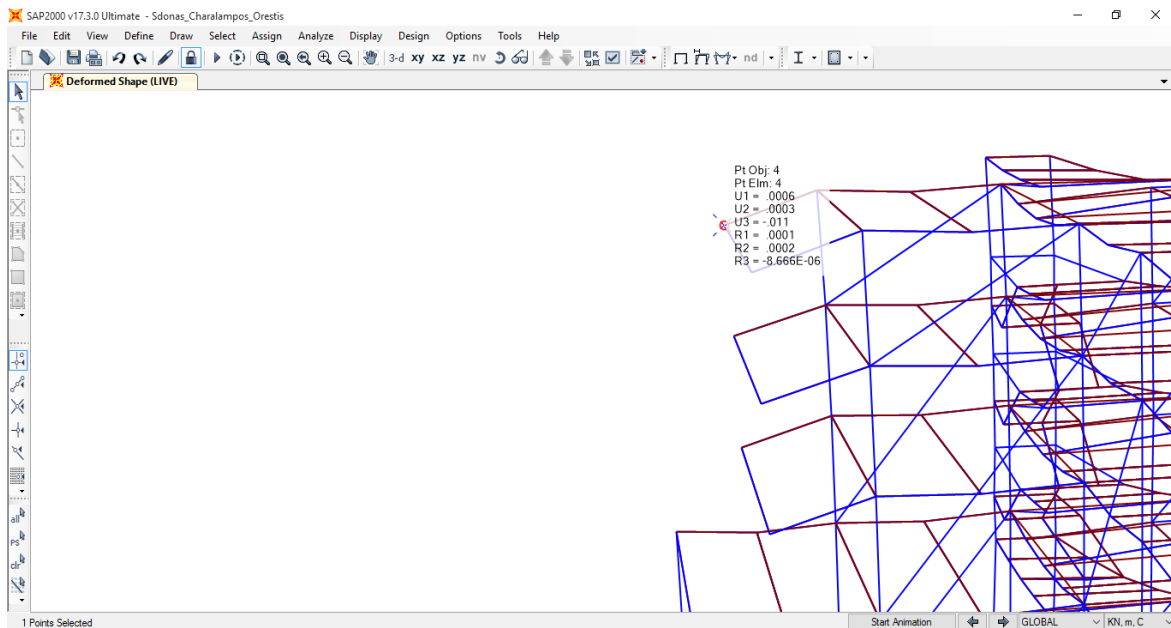 SAP2000 v17.3.0 Ultimate - Sdonas_Charalampos_Orestis
File Edit View Define Draw Select Assign Analyze Display Design Options Tools Help
3-d xy xz yz nv nd
Deformed Shape (LIVE)
Pt Obj: 4
Pt Elm: 4
U1 = .0006
U2 = .0003
U3 = -.011
R1 = .0001
R2 = .0002
R3 = -8.666E-06
all
PS
clr
1 Points Selected Start Animation GLOBAL KN, m, C